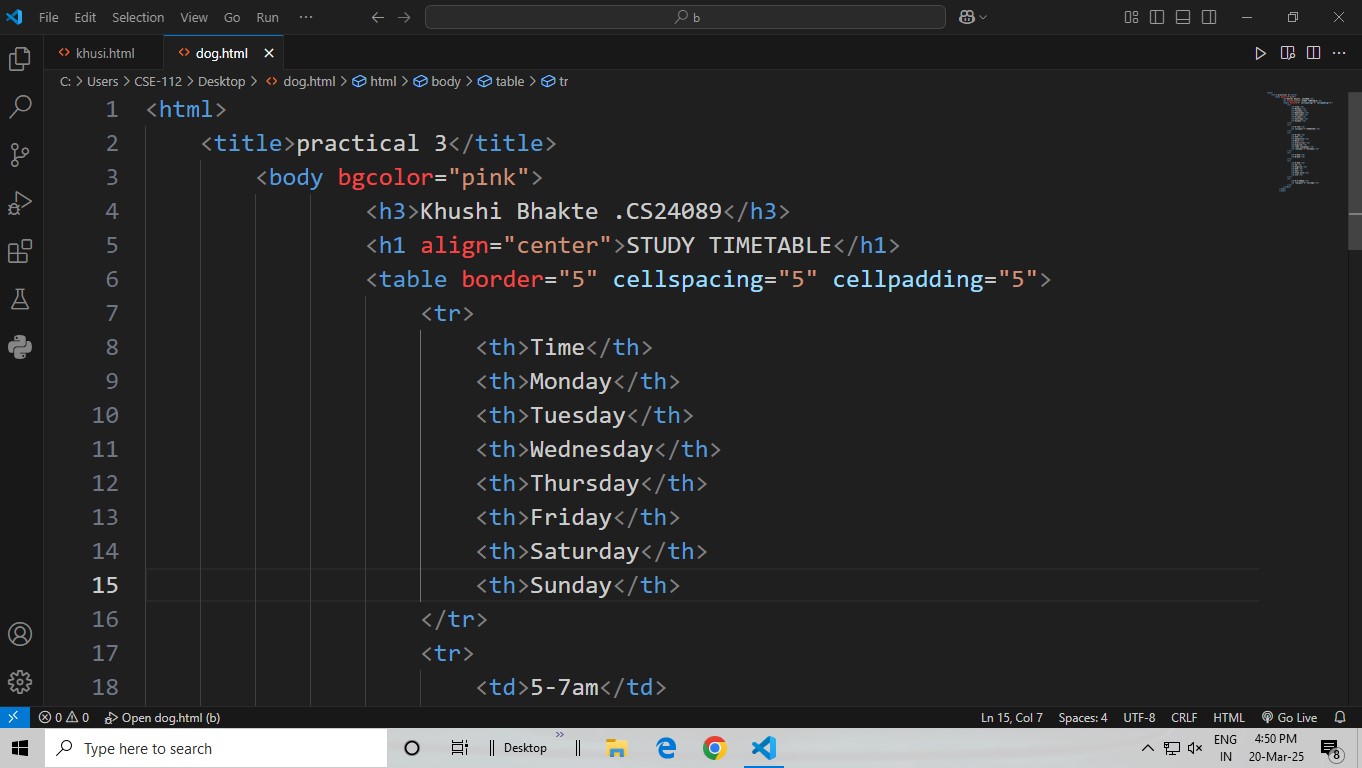 File Edit Selection View Go Run ··· b
khusi.html dog.html
C: > Users > CSE-112 > Desktop > dog.html > html > body > table > tr
1 <html>
2 <title>practical 3</title>
3 <body bgcolor="pink">
4 <h3>Khushi Bhakte .CS24089</h3>
5 <h1 align="center">STUDY TIMETABLE</h1>
6 <table border="5" cellspacing="5" cellpadding="5">
7 <tr>
8 <th>Time</th>
9 <th>Monday</th>
10 <th>Tuesday</th>
11 <th>Wednesday</th>
12 <th>Thursday</th>
13 <th>Friday</th>
14 <th>Saturday</th>
15 <th>Sunday</th>
16 </tr>
17 <tr>
18 <td>5-7am</td>
0 0 Open dog.html (b) Ln 15, Col 7 Spaces: 4 UTF-8 CRLF HTML Go Live
Type here to search Desktop » ENG 4:50 PM
IN 20-Mar-25 8